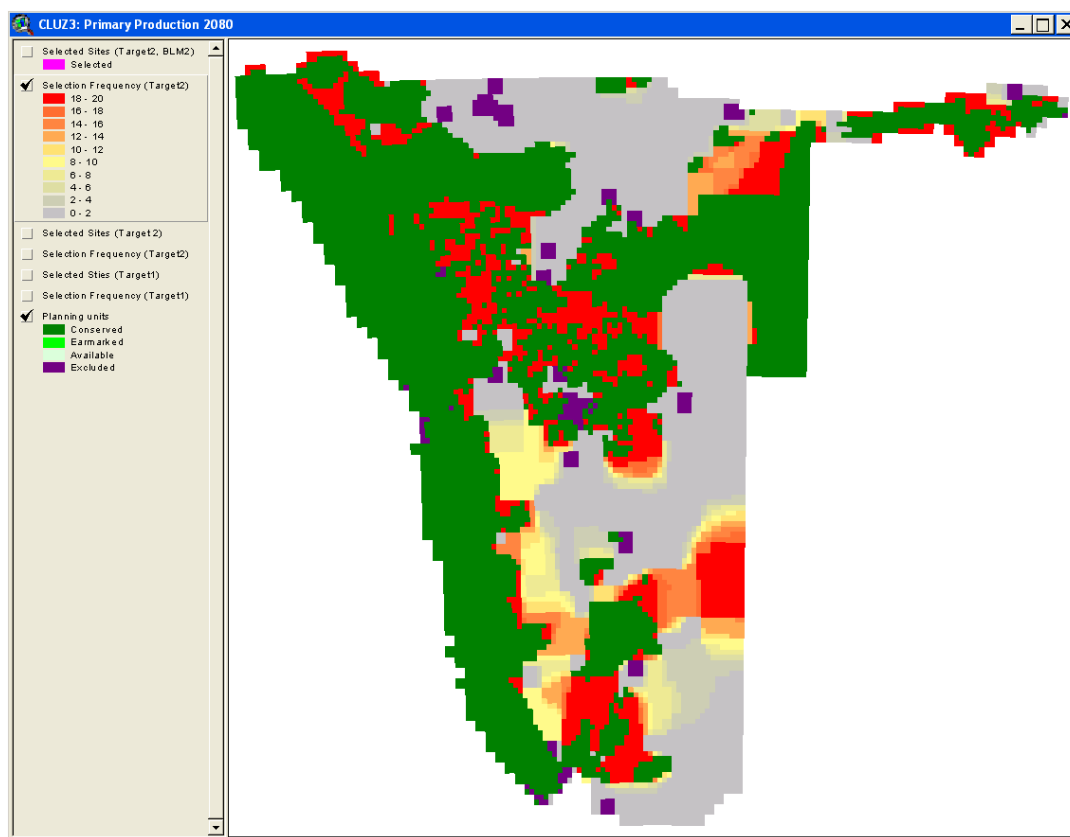 CLUZ3: Primary Production 2080
Selected Sites (Target2, BLM2)
Selected
Selection Frequency (Target2)
18 - 20
16 - 18
14 - 16
12 - 14
10 - 12
8 - 10
6 - 8
4 - 6
2 - 4
0 - 2
Selected Sites (Target 2)
Selection Frequency (Target2)
Selected Sties (Target1)
Selection Frequency (Target1)
Planning units
Conserved
Earmarked
Available
Excluded